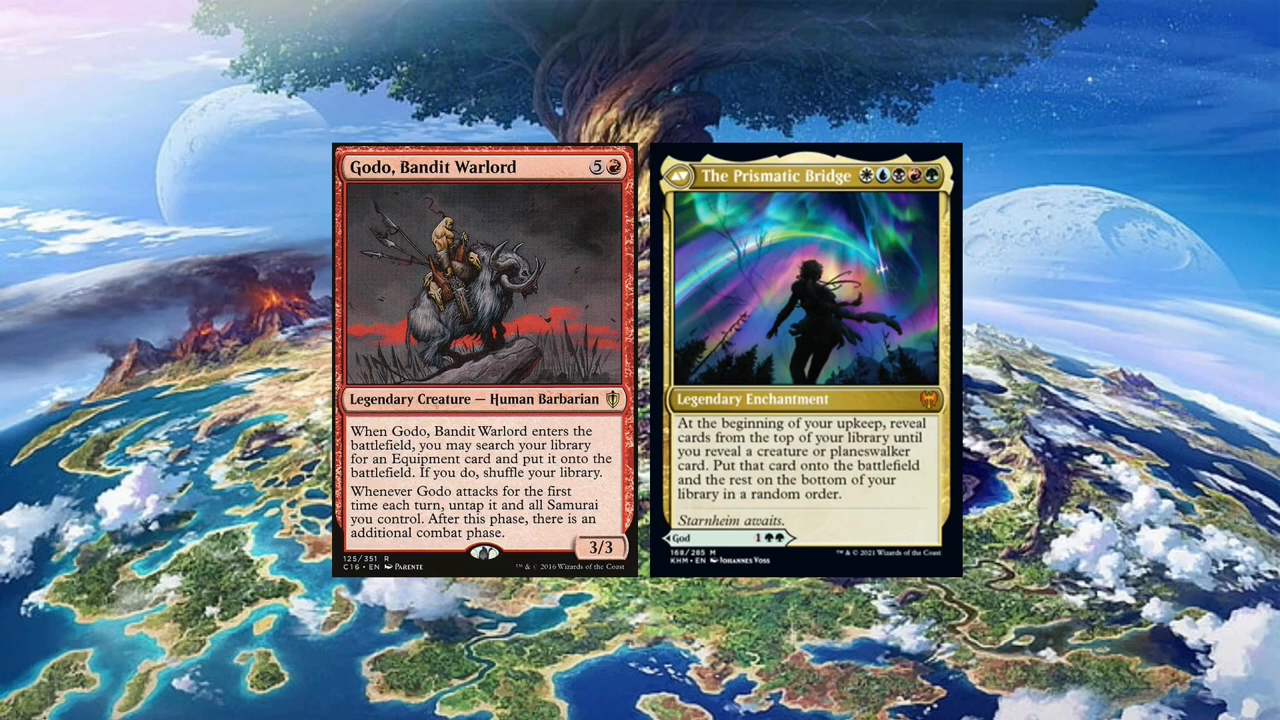 Godo, Bandit Warlord 5
Legendary Creature — Human Barbarian
When Godo, Bandit Warlord enters the
battlefield, you may search your library
for an Equipment card and put it onto the
battlefield. If you do, shuffle your library.
Whenever Godo attacks for the first
time each turn, untap it and all Samurai
you control. After this phase, there is an
additional combat phase.
3/3
125/351 R
C16 • EN PARENTE
™ & © 2016 Wizards of the Coast
The Prismatic Bridge
Legendary Enchantment
At the beginning of your upkeep, reveal
cards from the top of your library until
you reveal a creature or planeswalker
card. Put that card onto the battlefield
and the rest on the bottom of your
library in a random order.
Starnheim awaits.
God 1
168/285 M
KHM • EN JOHANNES VOSS
™ & © 2021 Wizards of the Coast